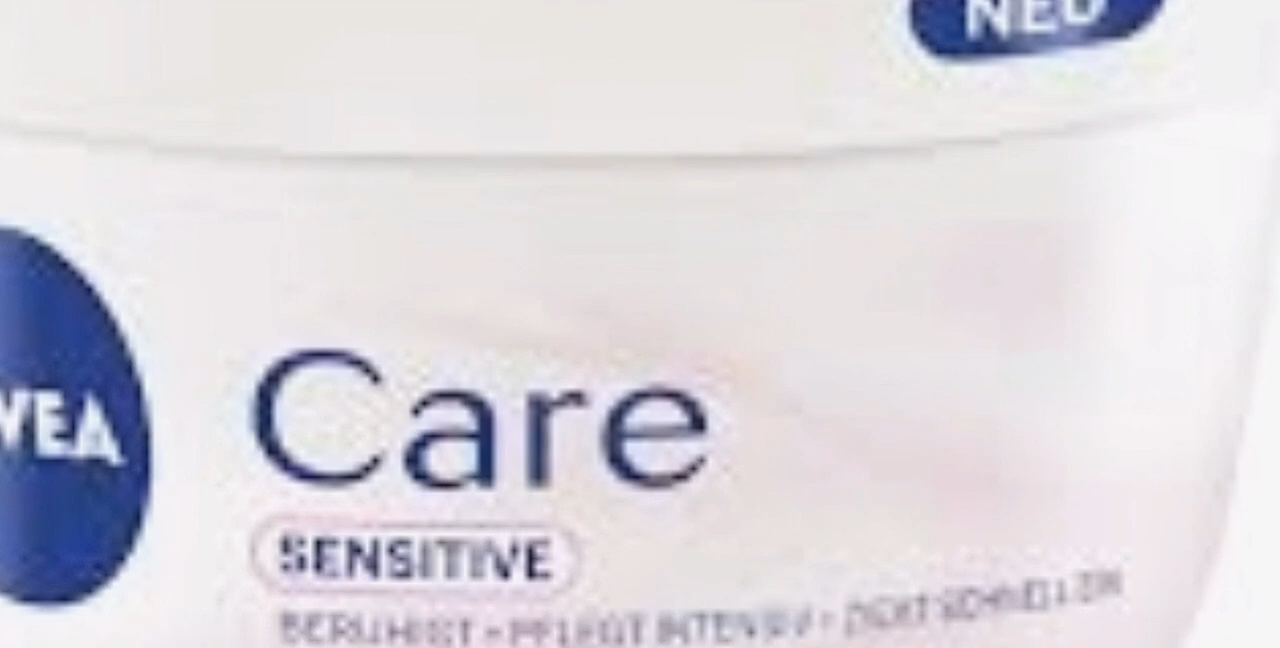 NEU
VEA
Care
SENSITIVE
BERUHIGT • PFLEGT INTENSIV •